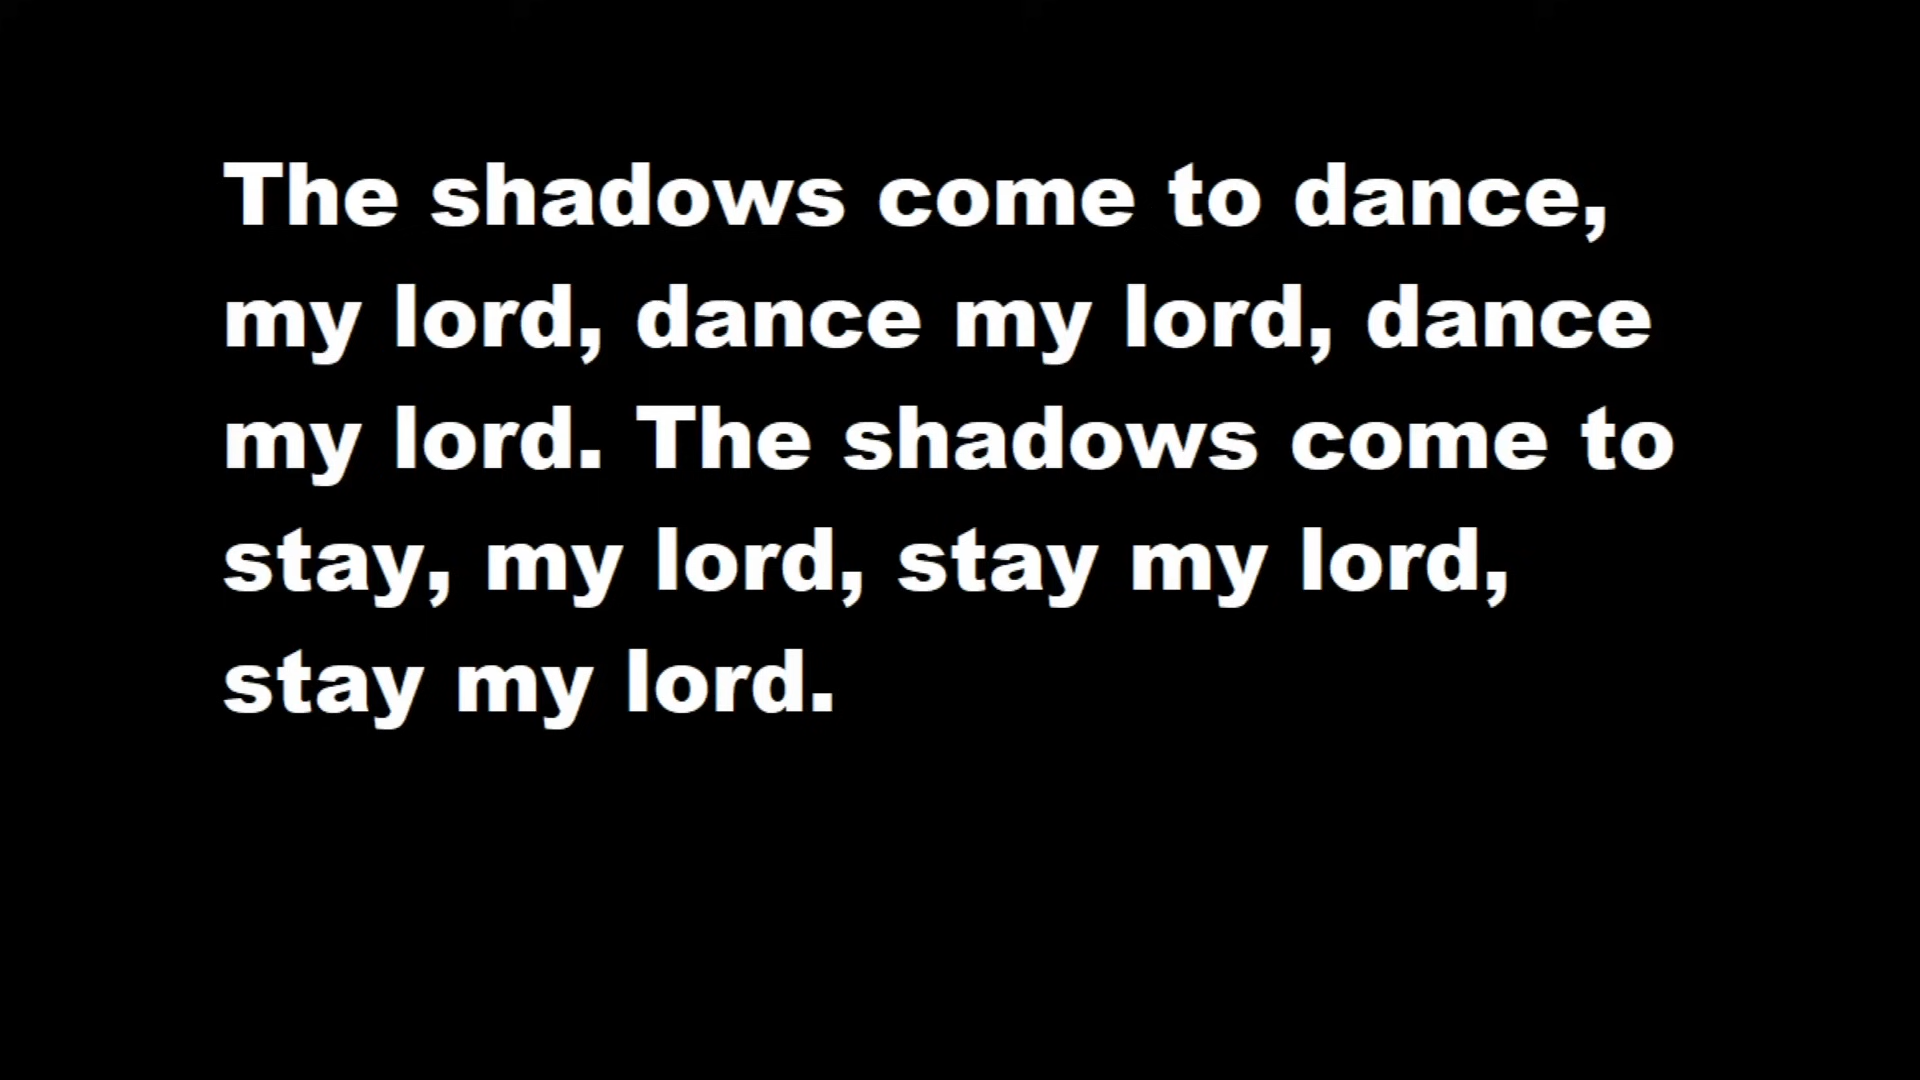 The shadows come to dance,
my lord, dance my lord, dance
my lord. The shadows come to
stay, my lord, stay my lord,
stay my lord.